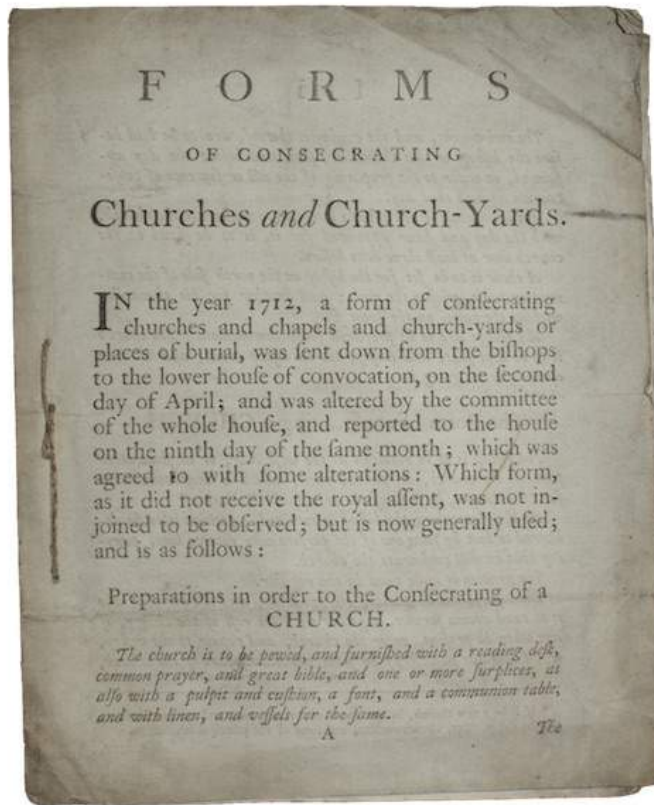 FORMS
OF CONSECRATING
Churches and Church-Yards.
IN the year 1712, a form of conſecrating
churches and chapels and church-yards or
places of burial, was ſent down from the biſhops
to the lower houſe of convocation, on the ſecond
day of April; and was altered by the committee
of the whole houſe, and reported to the houſe
on the ninth day of the ſame month; which was
agreed to with ſome alterations: Which form,
as it did not receive the royal aſſent, was not in-
joined to be obſerved; but is now generally uſed;
and is as follows:
Preparations in order to the Conſecrating of a
CHURCH.
The church is to be pewed, and furniſhed with a reading deſk,
common prayer, and great bible, and one or more ſurplices, as
alſo with a pulpit and cuſhion, a font, and a communion table,
and with linen, and veſſels for the ſame.
A
The